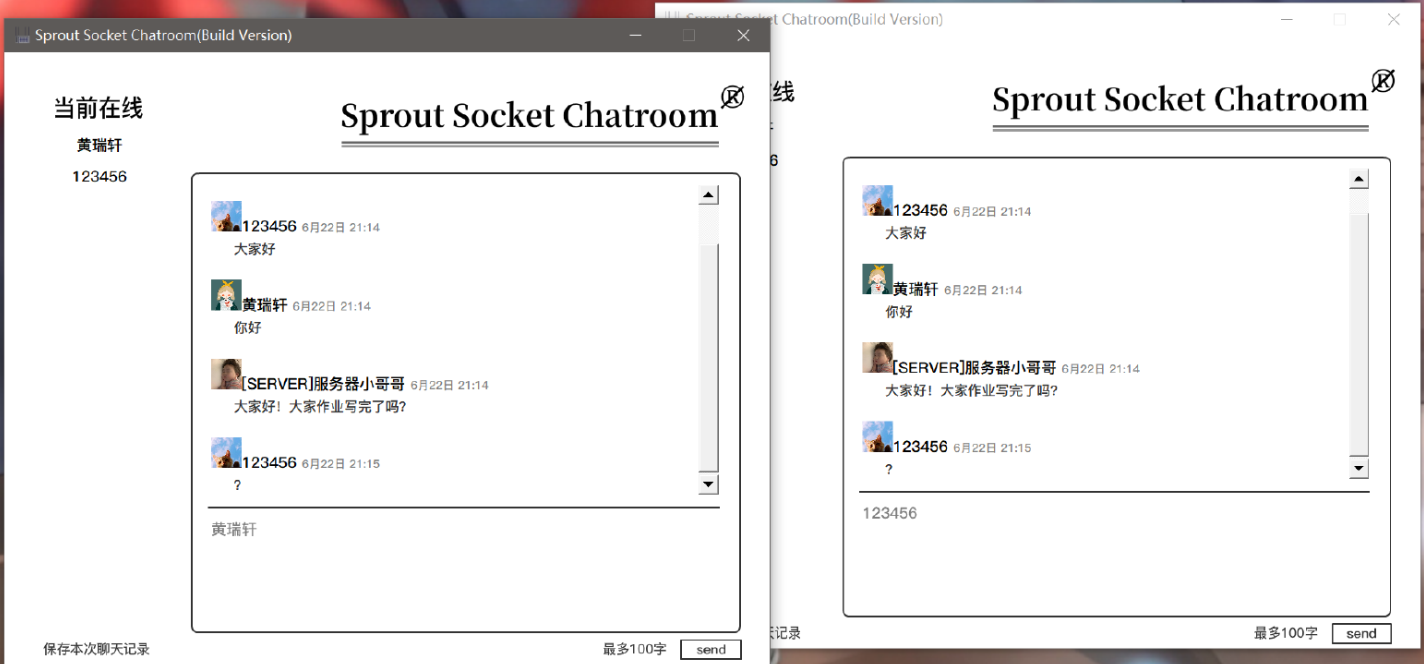 Sprout Socket Chatroom(Build Version)
当前在线
黄瑞轩
123456
Sprout Socket Chatroom
R
123456 6月22日 21:14
大家好
黄瑞轩 6月22日 21:14
你好
[SERVER]服务器小哥哥 6月22日 21:14
大家好！大家作业写完了吗?
123456 6月22日 21:15
?
黄瑞轩
保存本次聊天记录
最多100字
send
Sprout Socket Chatroom(Build Version)
线
6
Sprout Socket Chatroom
R
123456 6月22日 21:14
大家好
黄瑞轩 6月22日 21:14
你好
[SERVER]服务器小哥哥 6月22日 21:14
大家好！大家作业写完了吗?
123456 6月22日 21:15
?
123456
记录
最多100字
send